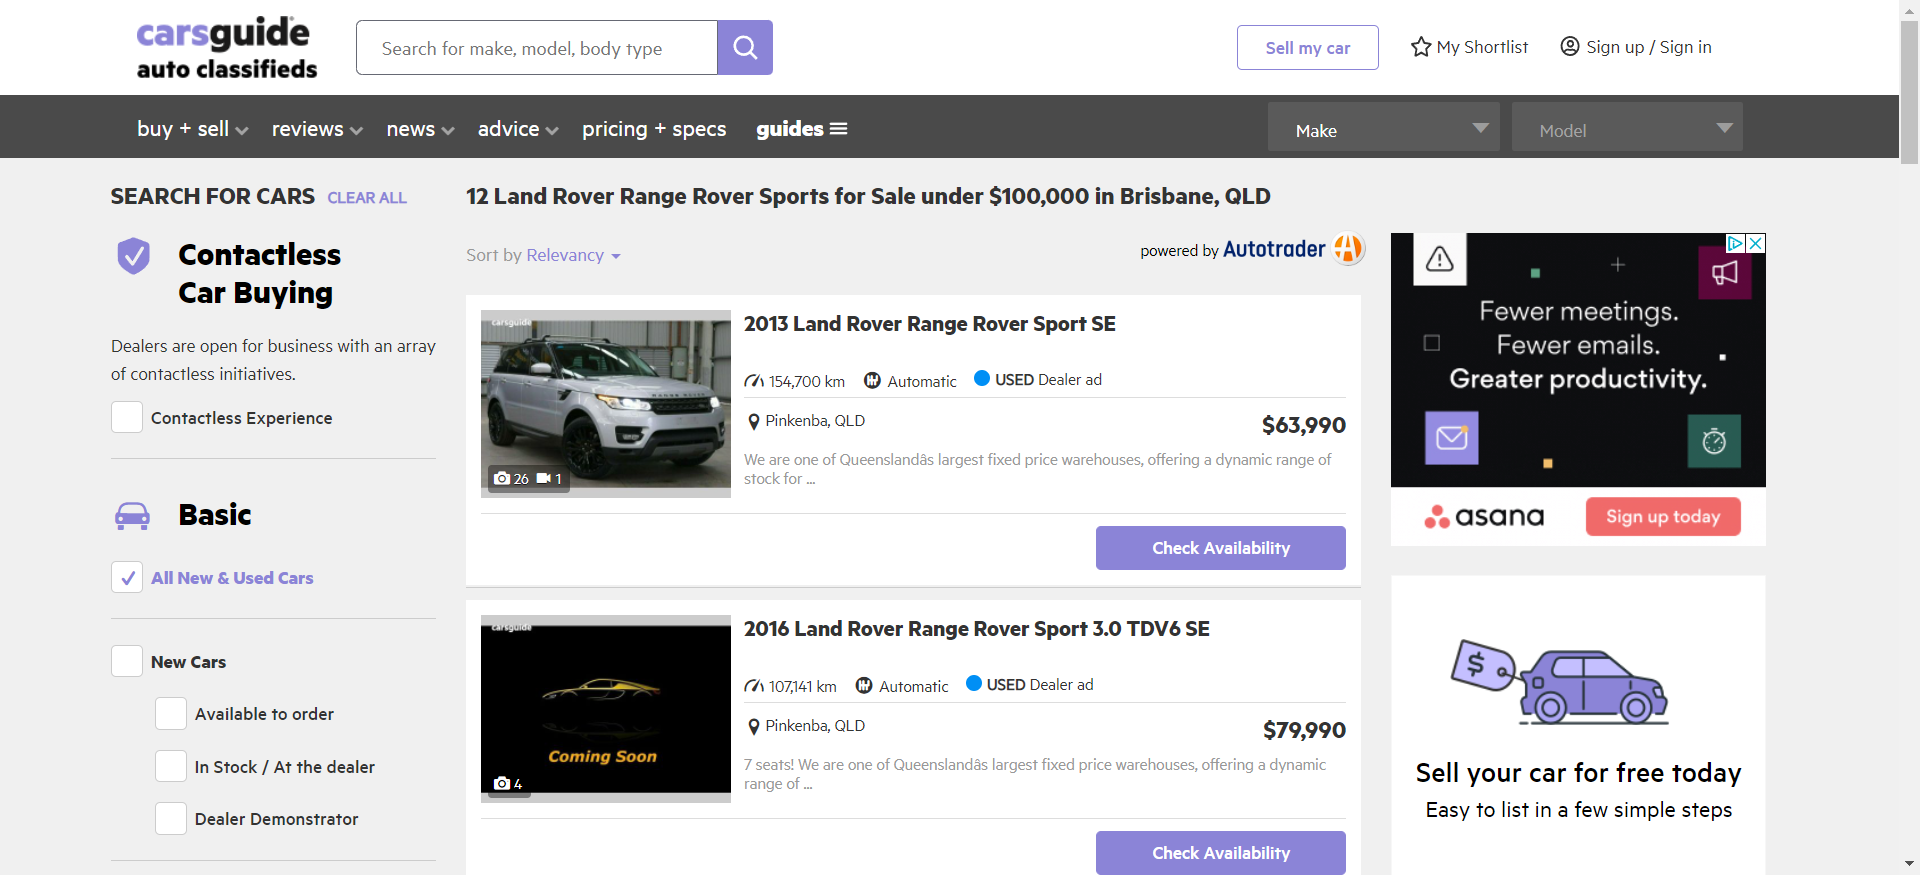 carsguide
auto classifieds
Search for make, model, body type
Sell my car
My Shortlist
Sign up / Sign in
buy + sell
reviews
news
advice
pricing + specs
guides
Make
Model
SEARCH FOR CARS CLEAR ALL
Contactless
Car Buying
Dealers are open for business with an array
of contactless initiatives.
Contactless Experience
Basic
All New & Used Cars
New Cars
Available to order
In Stock / At the dealer
Dealer Demonstrator
12 Land Rover Range Rover Sports for Sale under $100,000 in Brisbane, QLD
Sort by Relevancy
powered by Autotrader
carsguide
RANGE ROVER
26 1
2013 Land Rover Range Rover Sport SE
154,700 km Automatic USED Dealer ad
Pinkenba, QLD
$63,990
We are one of Queenslandâs largest fixed price warehouses, offering a dynamic range of
stock for ...
Check Availability
carsguide
Coming Soon
4
2016 Land Rover Range Rover Sport 3.0 TDV6 SE
107,141 km Automatic USED Dealer ad
Pinkenba, QLD
$79,990
7 seats! We are one of Queenslandâs largest fixed price warehouses, offering a dynamic
range of ...
Check Availability
Fewer meetings.
Fewer emails.
Greater productivity.
asana
Sign up today
$
Sell your car for free today
Easy to list in a few simple steps